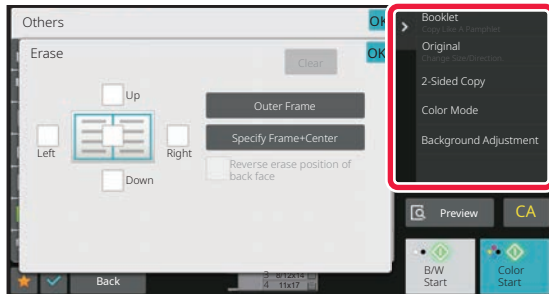 Others
OK
Erase
OK
Clear
Up
Left
Right
Down
Outer Frame
Specify Frame+Center
Reverse erase position of
back face
Booklet
Copy Like A Pamphlet
Original
Change Size/Direction
2-Sided Copy
Color Mode
Background Adjustment
Preview
CA
B/W
Start
Color
Start
Back
3 8½x14
4 11x17